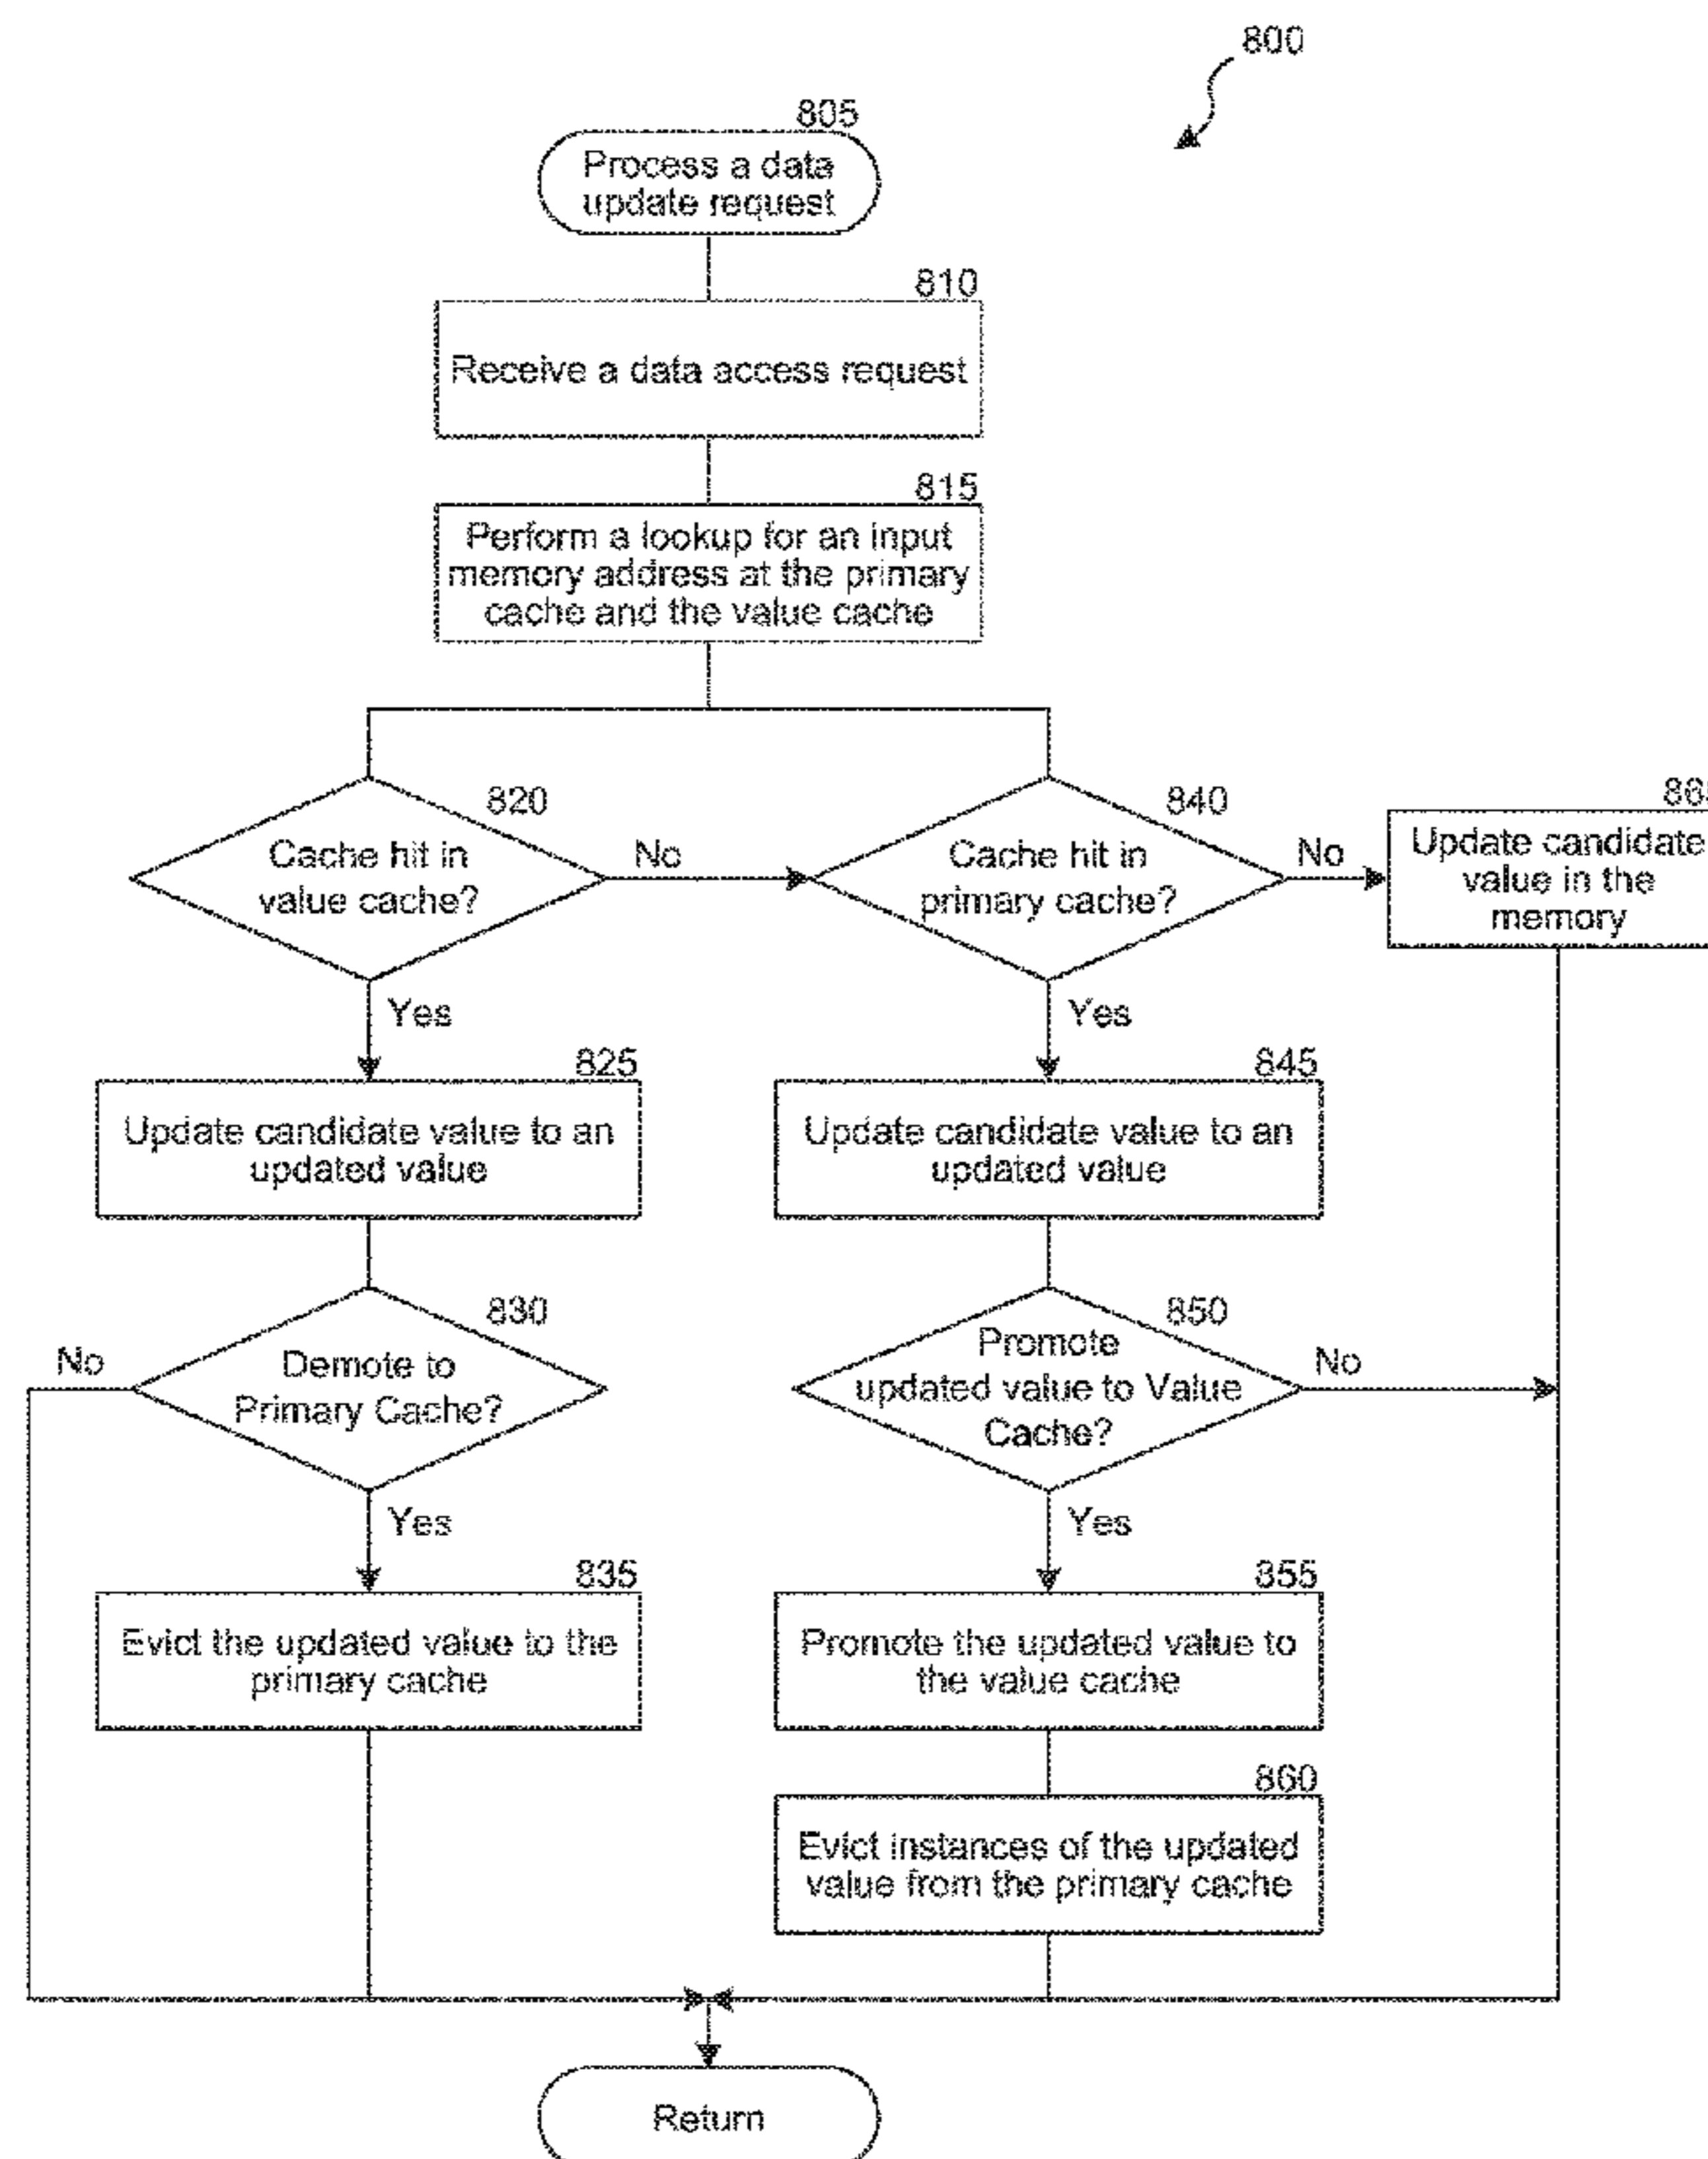 800
805
Process a data
update request
810
Receive a data access request
815
Perform a lookup for an input
memory address at the primary
cache and the value cache
820
Cache hit in
value cache?
No
840
Cache hit in
primary cache?
No
Update candidate
value in the
memory
Yes
Yes
825
Update candidate value to an
updated value
845
Update candidate value to an
updated value
830
Demote to
Primary Cache?
No
850
Promote
updated value to Value
Cache?
No
Yes
Yes
835
Evict the updated value to the
primary cache
855
Promote the updated value to
the value cache
860
Evict instances of the updated
value from the primary cache
Return